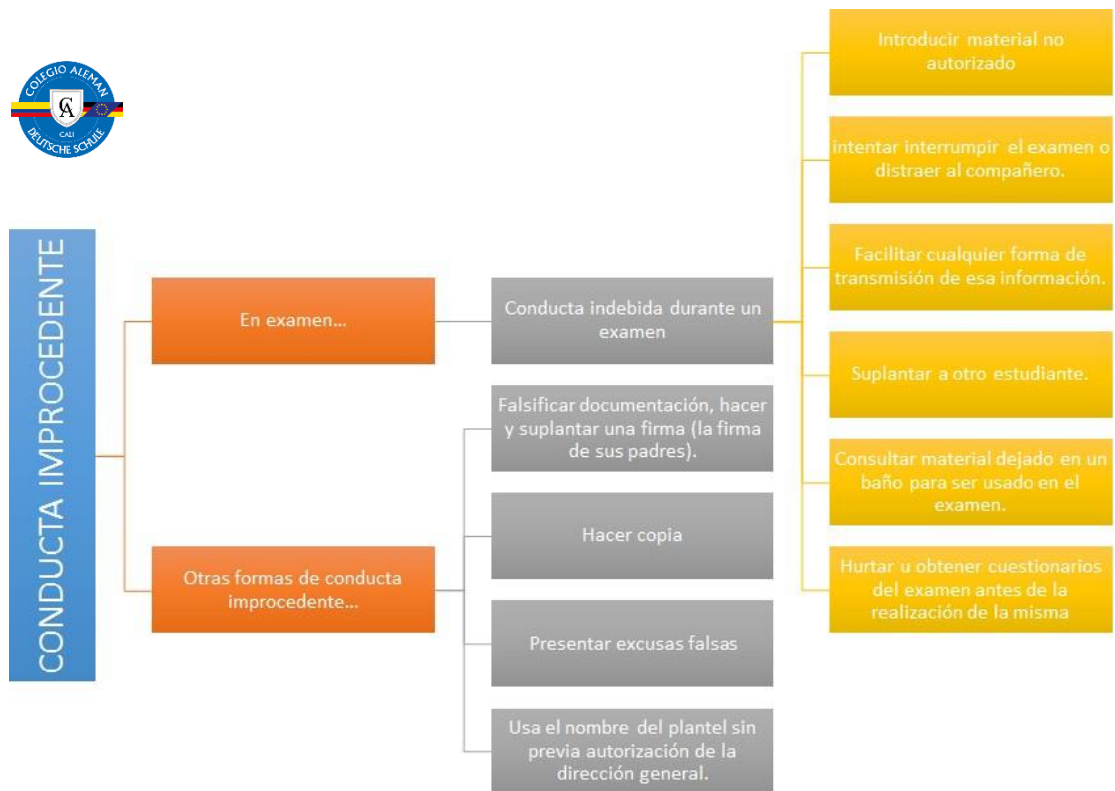 COLEGIO ALEMAN
CA
CALI
DEUTSCHE SCHULE
CONDUCTA IMPROCEDENTE
En examen...
Conducta indebida durante un
examen
Introducir material no
autorizado
intentar interrumpir el examen o
distraer al compañero.
Facilitar cualquier forma de
transmisión de esa información.
Suplantar a otro estudiante.
Consultar material dejado en un
baño para ser usado en el
examen.
Hurtar u obtener cuestionarios
del examen antes de la
realización de la misma
Otras formas de conducta
improcedente...
Falsificar documentación, hacer
y suplantar una firma (la firma
de sus padres).
Hacer copia
Presentar excusas falsas
Usa el nombre del plantel sin
previa autorización de la
dirección general.